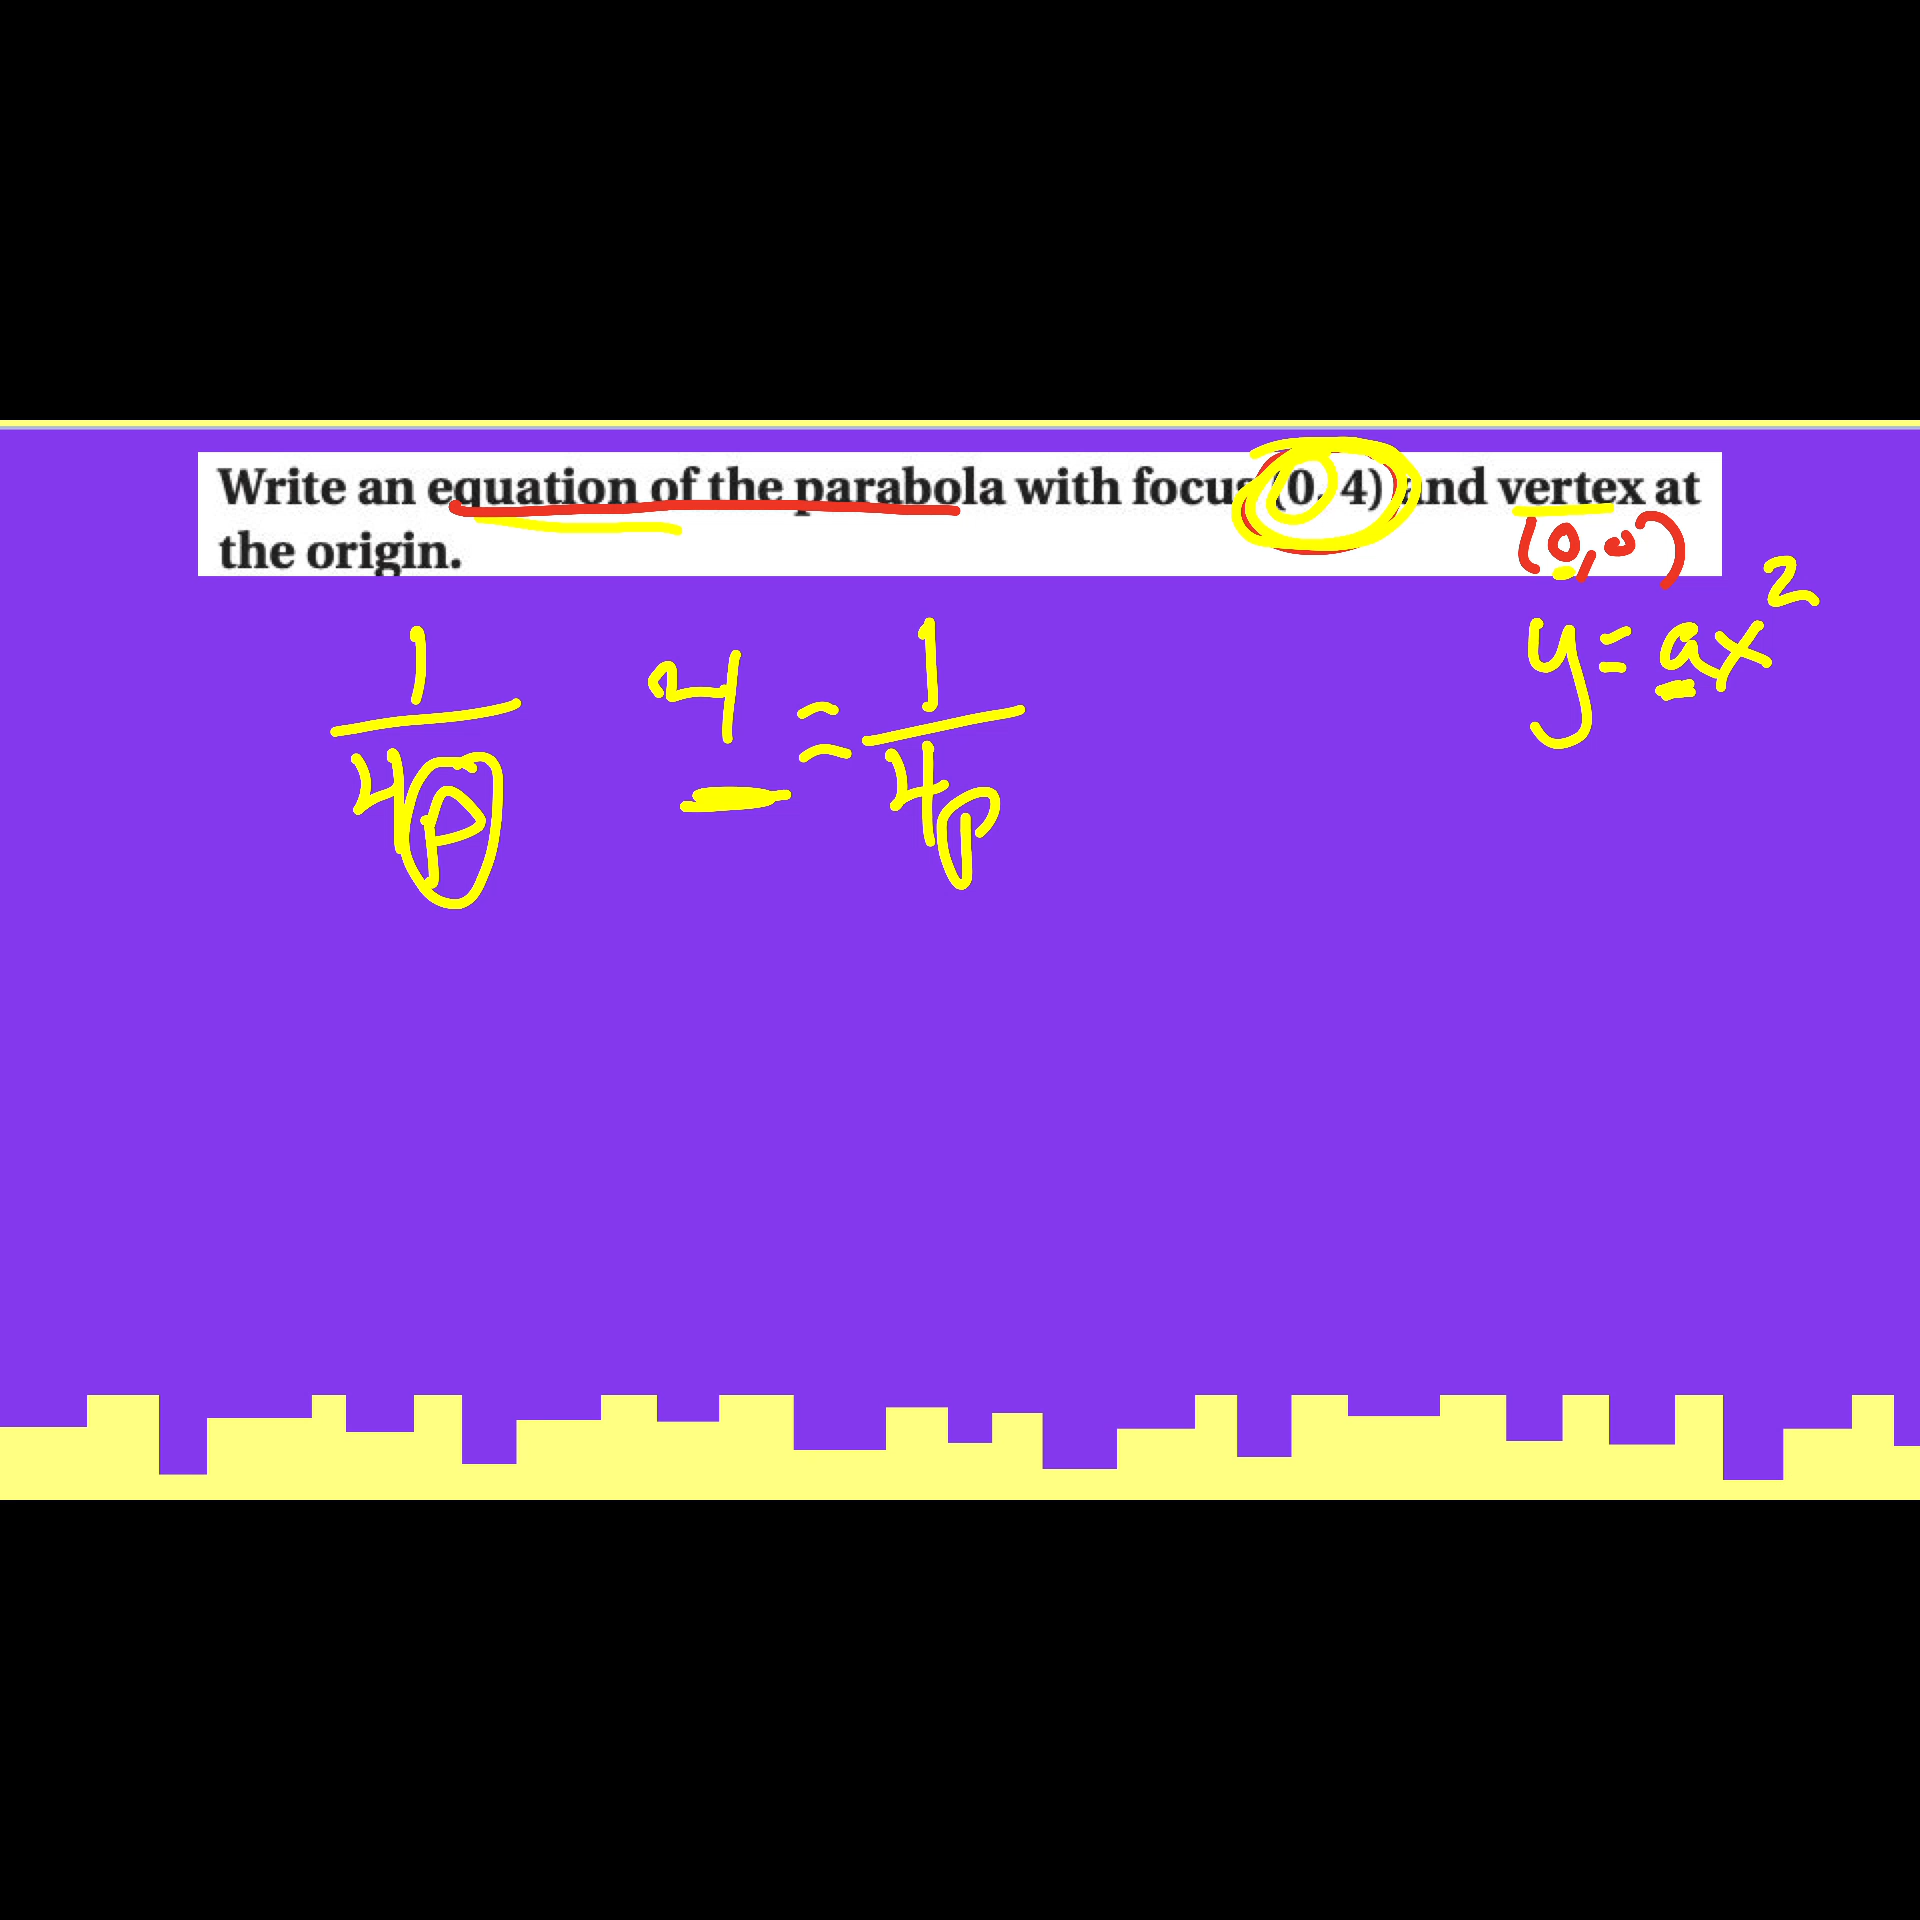 Write an equation of the parabola with focus (0, 4) and vertex at
the origin.
(0,0)
y=ax²
1/4p
4=1/4p